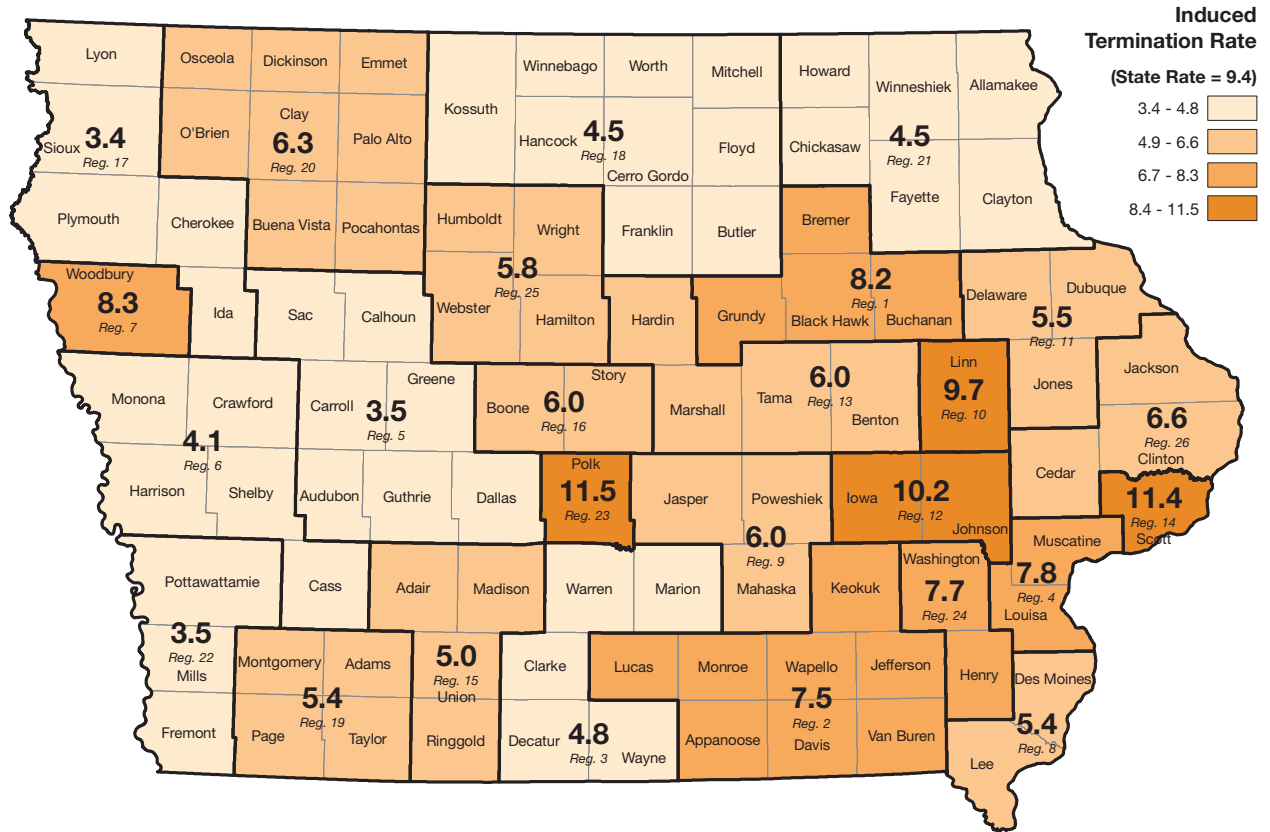 Induced
Termination Rate
(State Rate = 9.4)
3.4 - 4.8
4.9 - 6.6
6.7 - 8.3
8.4 - 11.5
Lyon
Osceola
Dickinson
Emmet
Kossuth
Winnebago
Worth
Mitchell
Howard
Winneshiek
Allamakee
Sioux
3.4
Reg. 17
O'Brien
Clay
6.3
Reg. 20
Palo Alto
Hancock
4.5
Reg. 18
Cerro Gordo
Floyd
Chickasaw
4.5
Reg. 21
Fayette
Clayton
Plymouth
Cherokee
Buena Vista
Pocahontas
Humboldt
Wright
Franklin
Butler
Bremer
Woodbury
8.3
Reg. 7
Ida
Sac
Calhoun
5.8
Reg. 25
Webster
Hamilton
Hardin
Grundy
8.2
Reg. 1
Black Hawk
Buchanan
Delaware
Dubuque
5.5
Reg. 11
Monona
Crawford
4.1
Reg. 6
Carroll
Greene
3.5
Reg. 5
Boone
Story
6.0
Reg. 16
Marshall
Tama
6.0
Reg. 13
Benton
Linn
9.7
Reg. 10
Jones
Jackson
6.6
Reg. 26
Clinton
Harrison
Shelby
Audubon
Guthrie
Dallas
Polk
11.5
Reg. 23
Jasper
Poweshiek
6.0
Reg. 9
Iowa
10.2
Reg. 12
Johnson
Cedar
11.4
Reg. 14
Scott
Muscatine
7.8
Reg. 4
Louisa
Pottawattamie
Cass
Adair
Madison
Warren
Marion
Mahaska
Keokuk
Washington
7.7
Reg. 24
3.5
Reg. 22
Mills
Montgomery
Adams
5.4
Reg. 19
5.0
Reg. 15
Union
Clarke
Lucas
Monroe
Wapello
7.5
Reg. 2
Davis
Jefferson
Henry
Des Moines
5.4
Reg. 8
Fremont
Page
Taylor
Ringgold
Decatur
4.8
Reg. 3
Wayne
Appanoose
Van Buren
Lee